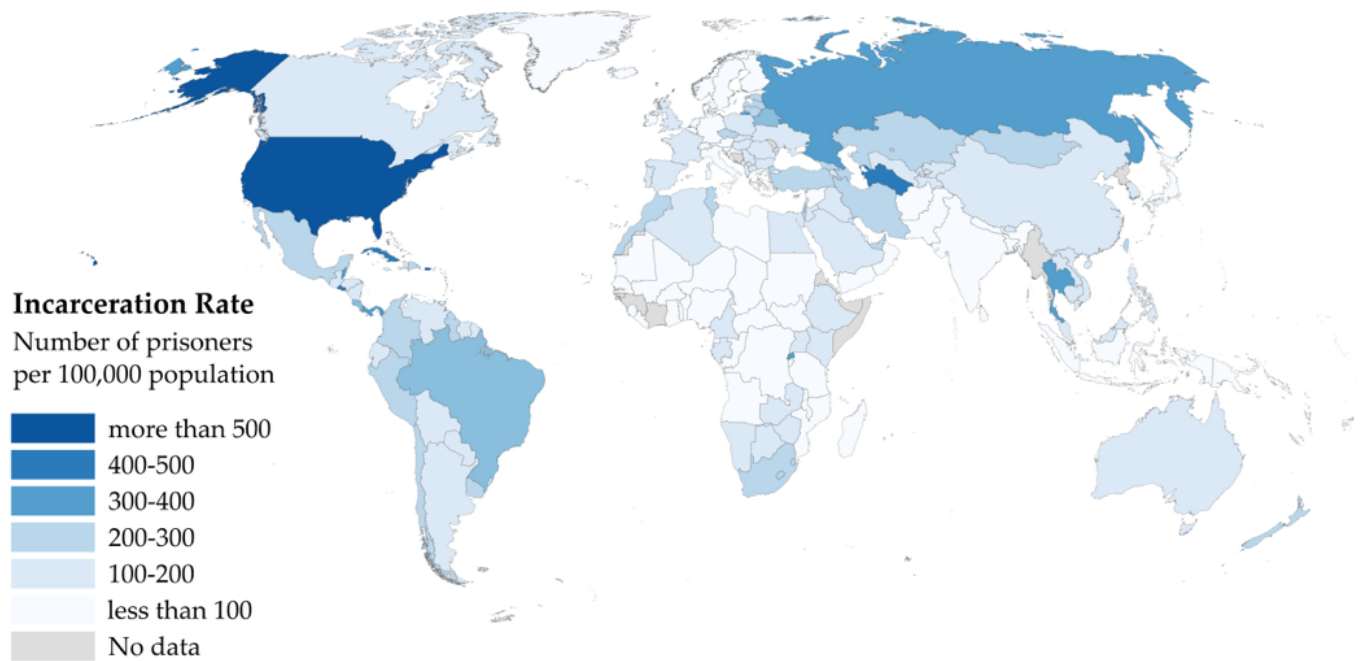 Incarceration Rate
Number of prisoners
per 100,000 population
more than 500
400-500
300-400
200-300
100-200
less than 100
No data